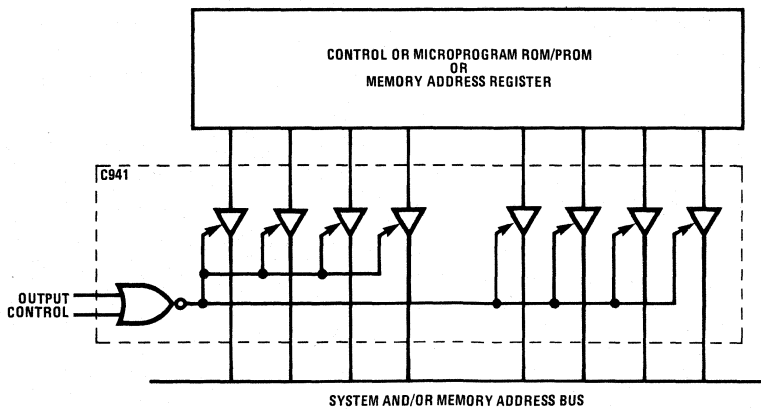 CONTROL OR MICROPROGRAM ROM/PROM
OR
MEMORY ADDRESS REGISTER
C941
OUTPUT
CONTROL
SYSTEM AND/OR MEMORY ADDRESS BUS